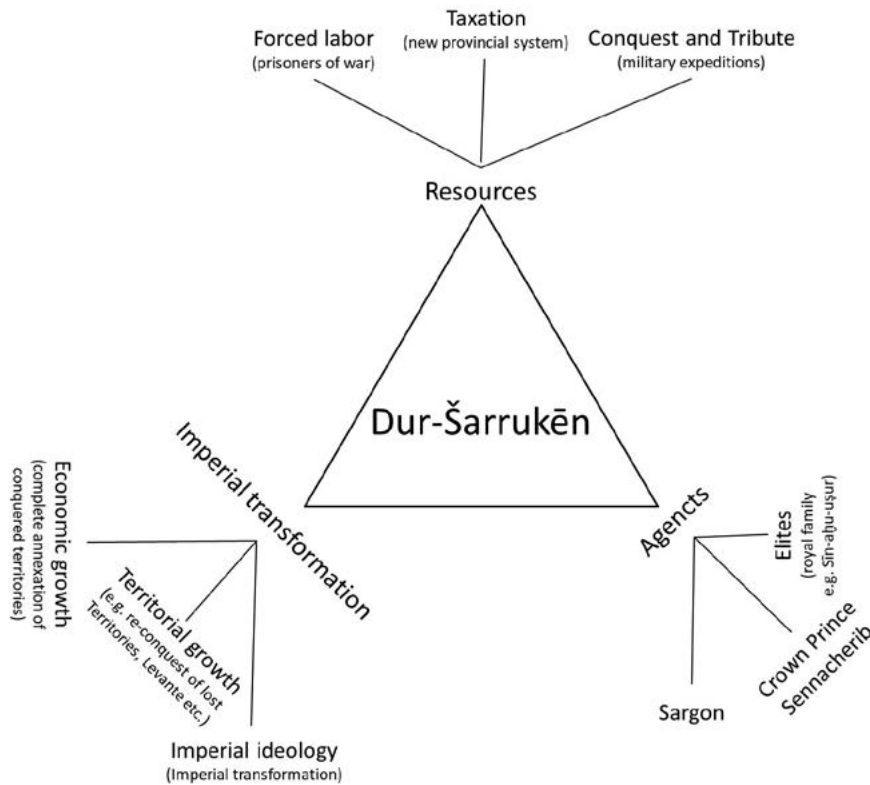 Taxation
(new provincial system)
Forced labor
(prisoners of war)
Conquest and Tribute
(military expeditions)
Resources
Dur-Šarrukēn
Imperial transformation
Economic growth
(complete annexation of
conquered territories)
Territorial growth
(e.g. re-conquest of lost
Territories, Levante etc.)
Imperial ideology
(Imperial transformation)
Agencts
Elites
(royal family
e.g. Sîn-aḫu-uṣur)
Crown Prince
Sennacherib
Sargon